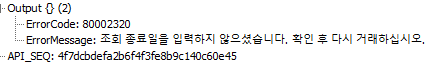 Output {} (2)
ErrorCode: 80002320
ErrorMessage: 조회 종료일을 입력하지 않으셨습니다. 확인 후 다시 거래하십시오.
API_SEQ: 4f7dcbdefa2b6f4f3fe8b9c140c60e45